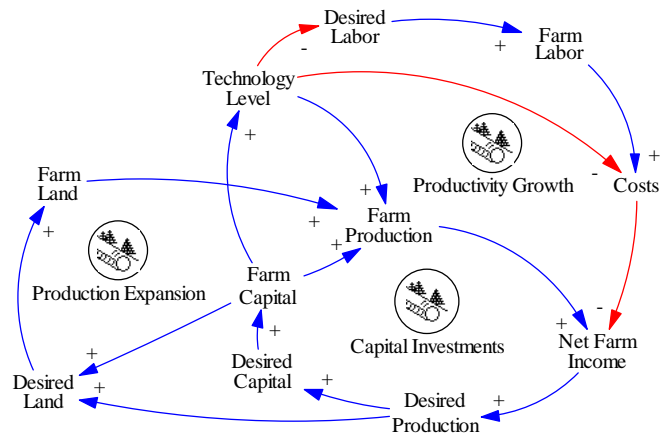 Desired
Labor
-
+
Farm
Labor
Technology
Level
+
+
Farm
Land
+
+
Productivity Growth
-
Costs
+
+
Farm
Production
+
Production Expansion
Farm
Capital
+
-
+
Net Farm
Income
Capital Investments
Desired
Capital
+
+
Desired
Land
+
Desired
Production
+